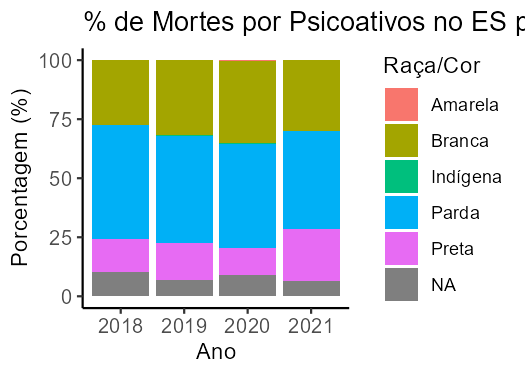 % de Mortes por Psicoativos no ES p
Porcentagem (%)
100
75
50
25
0
2018 2019 2020 2021
Ano
Raça/Cor
Amarela
Branca
Indígena
Parda
Preta
NA